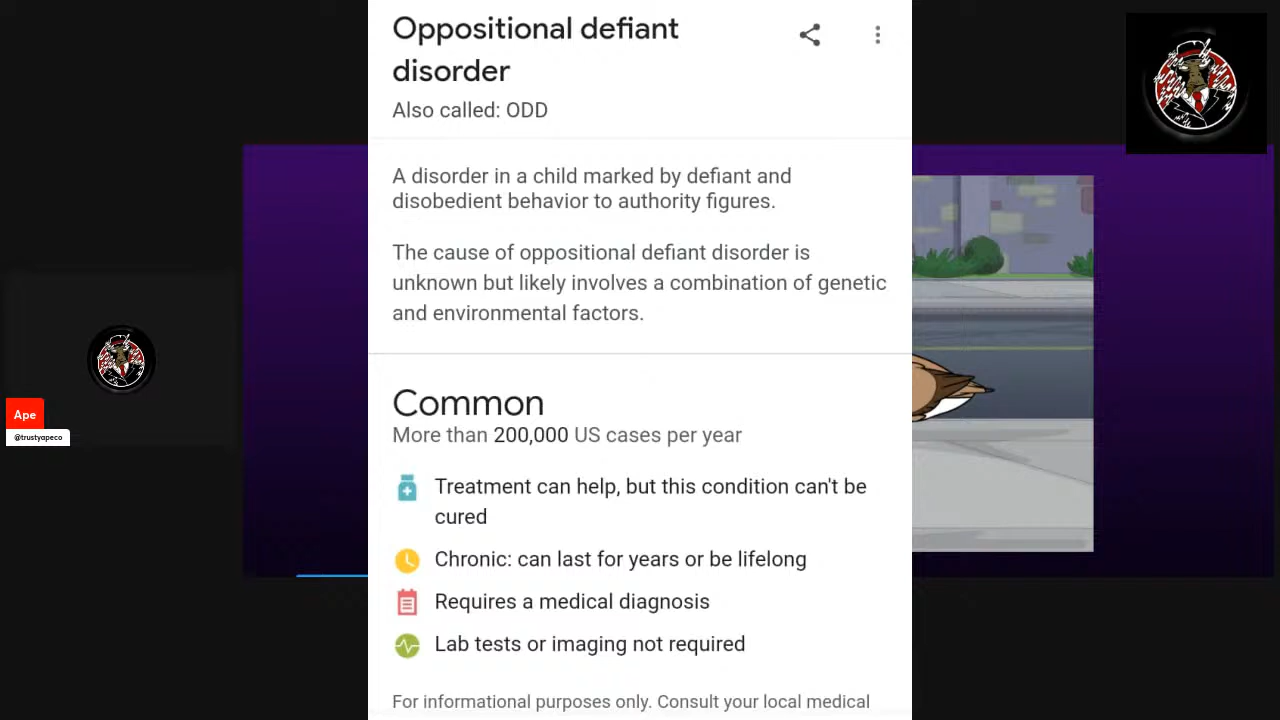 Oppositional defiant
disorder
Also called: ODD
A disorder in a child marked by defiant and
disobedient behavior to authority figures.
The cause of oppositional defiant disorder is
unknown but likely involves a combination of genetic
and environmental factors.
Common
More than 200,000 US cases per year
Treatment can help, but this condition can't be
cured
Chronic: can last for years or be lifelong
Requires a medical diagnosis
Lab tests or imaging not required
For informational purposes only. Consult your local medical
Ape
@trustyapeco